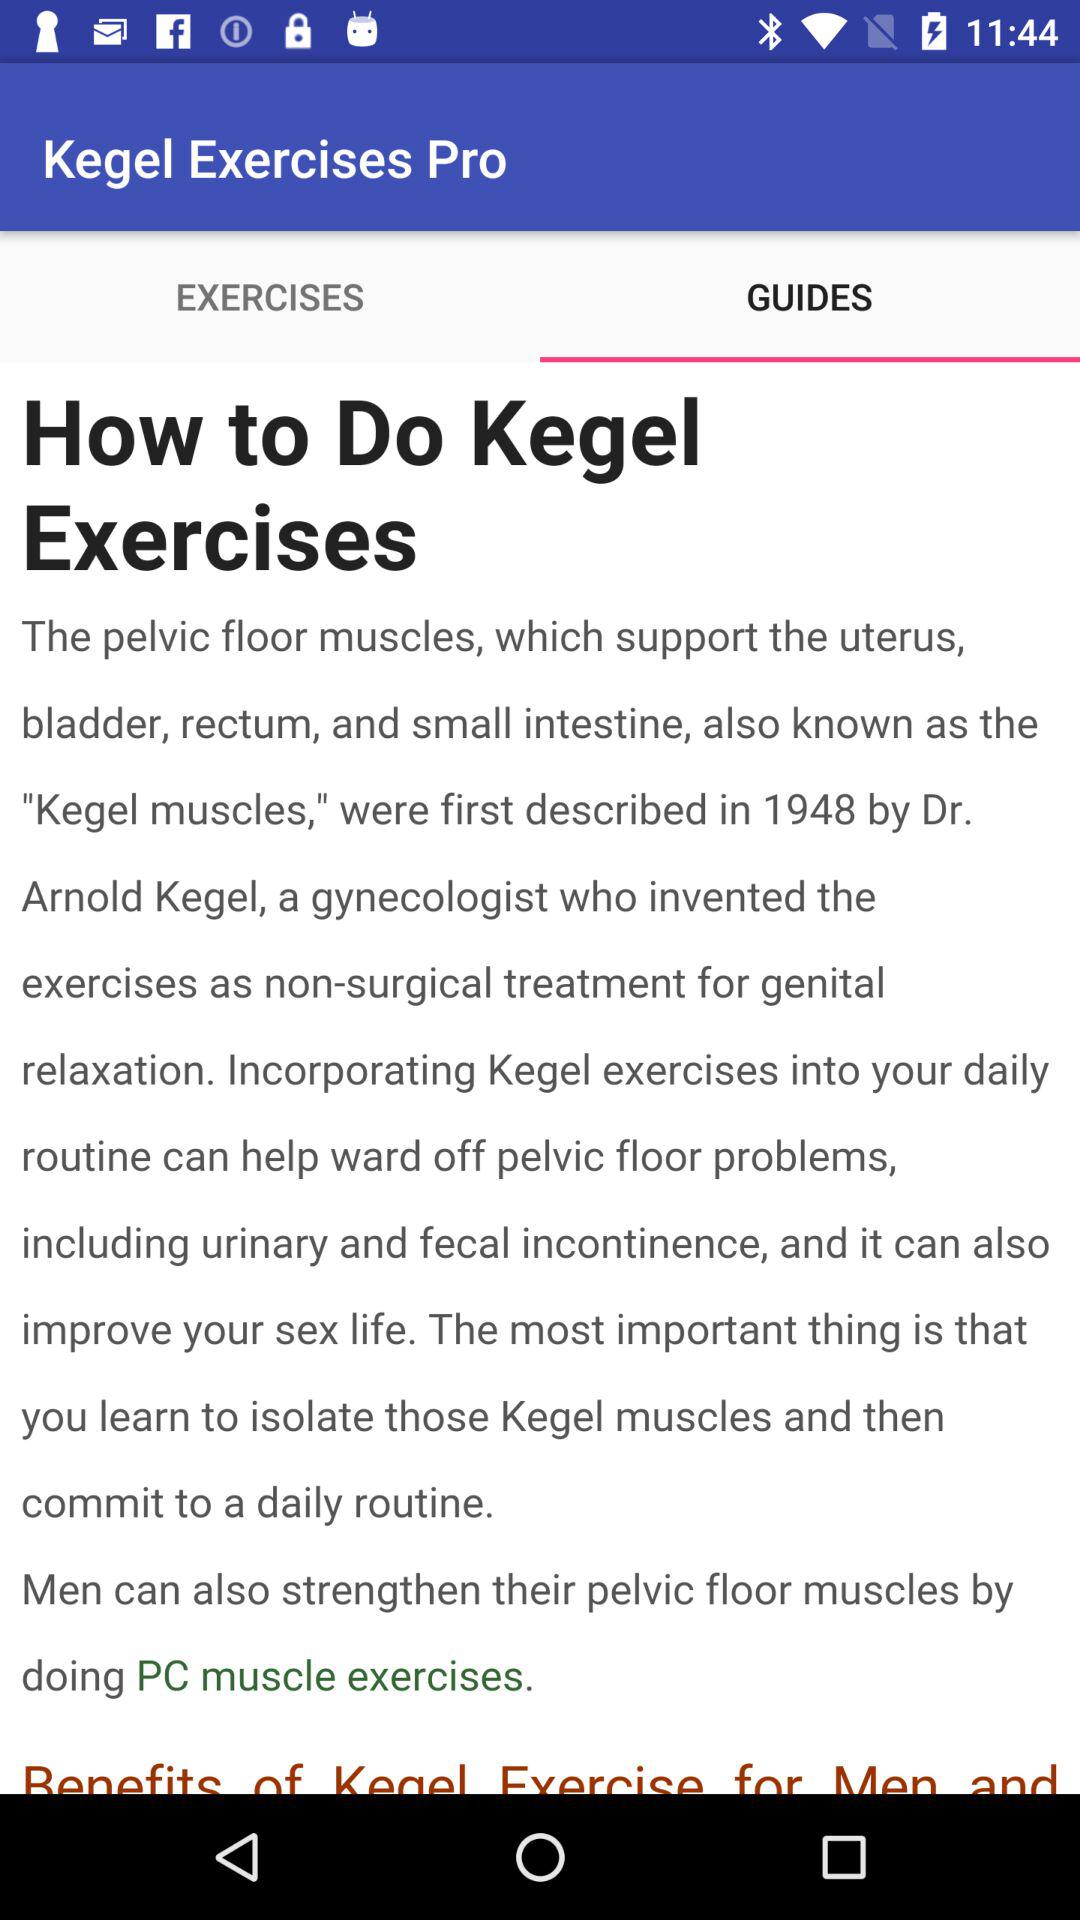 11:44
Kegel Exercises Pro
EXERCISES
GUIDES
How to Do Kegel
Exercises
The pelvic floor muscles, which support the uterus,
bladder, rectum, and small intestine, also known as the
"Kegel muscles," were first described in 1948 by Dr.
Arnold Kegel, a gynecologist who invented the
exercises as non-surgical treatment for genital
relaxation. Incorporating Kegel exercises into your daily
routine can help ward off pelvic floor problems,
including urinary and fecal incontinence, and it can also
improve your sex life. The most important thing is that
you learn to isolate those Kegel muscles and then
commit to a daily routine.
Men can also strengthen their pelvic floor muscles by
doing PC muscle exercises.
Benefits of Kegel Exercise for Men and